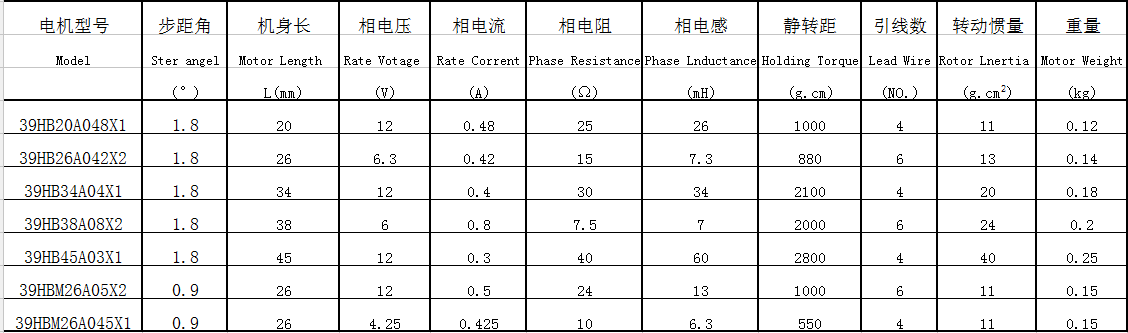 电机型号 步距角 机身长 相电压 相电流 相电阻 相电感 静转距 引线数 转动惯量 重量
Model Ster angel Motor Length Rate Votage Rate Corrent Phase Resistance Phase Lnductance Holding Torque Lead Wire Rotor Lnertia Motor Weight
(°) L(mm) (V) (A) (Ω) (mH) (g.cm) (NO.) (g.cm²) (kg)
39HB20A048X1 1.8 20 12 0.48 25 26 1000 4 11 0.12
39HB26A042X2 1.8 26 6.3 0.42 15 7.3 880 6 13 0.14
39HB34A04X1 1.8 34 12 0.4 30 34 2100 4 20 0.18
39HB38A08X2 1.8 38 6 0.8 7.5 7 2000 6 24 0.2
39HB45A03X1 1.8 45 12 0.3 40 60 2800 4 40 0.25
39HBM26A05X2 0.9 26 12 0.5 24 13 1000 6 11 0.15
39HBM26A045X1 0.9 26 4.25 0.425 10 6.3 550 4 11 0.15